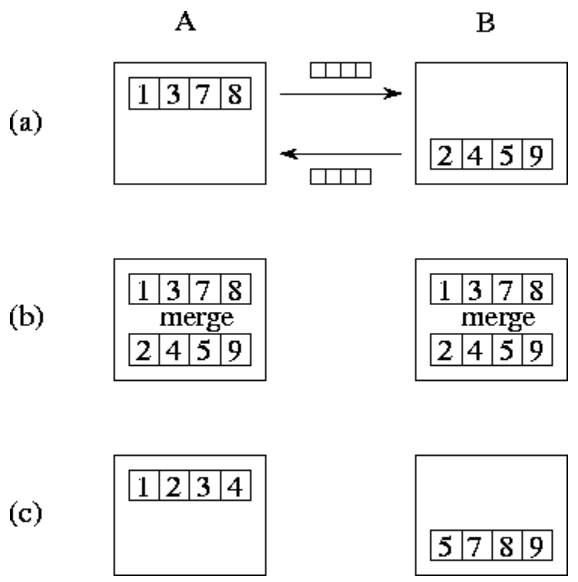 A B
(a)
1 3 7 8
2 4 5 9
(b)
1 3 7 8 1 3 7 8
merge merge
2 4 5 9 2 4 5 9
(c)
1 2 3 4
5 7 8 9